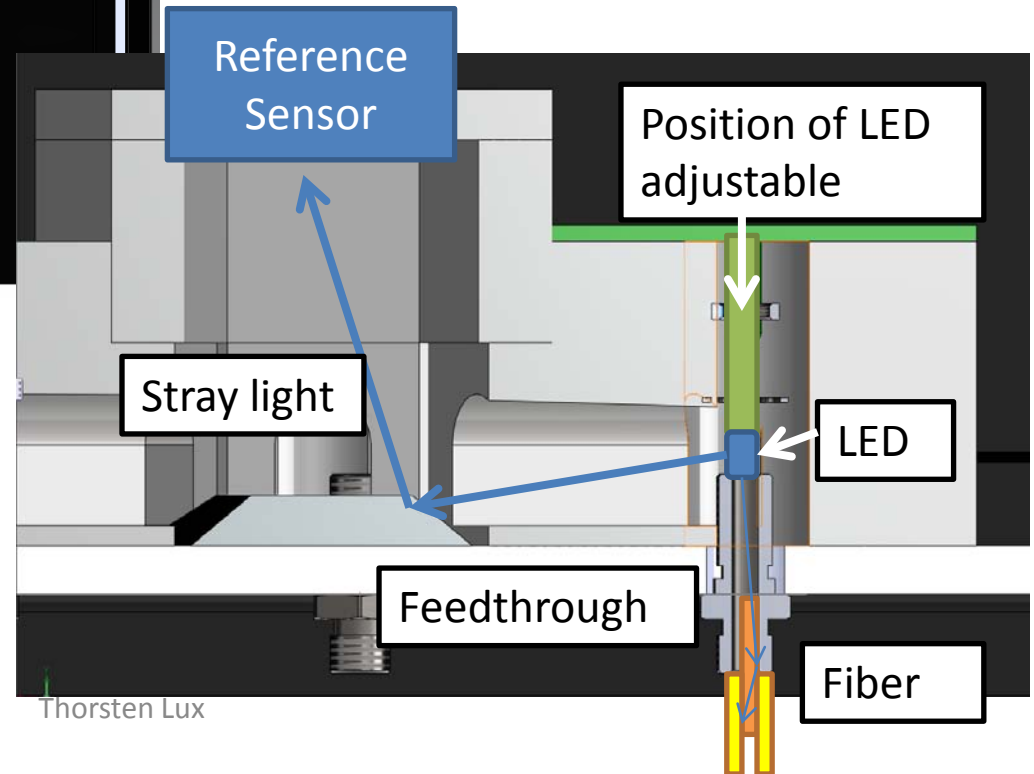 Reference
Sensor
Position of LED
adjustable
Stray light
LED
Feedthrough
Fiber
Thorsten Lux